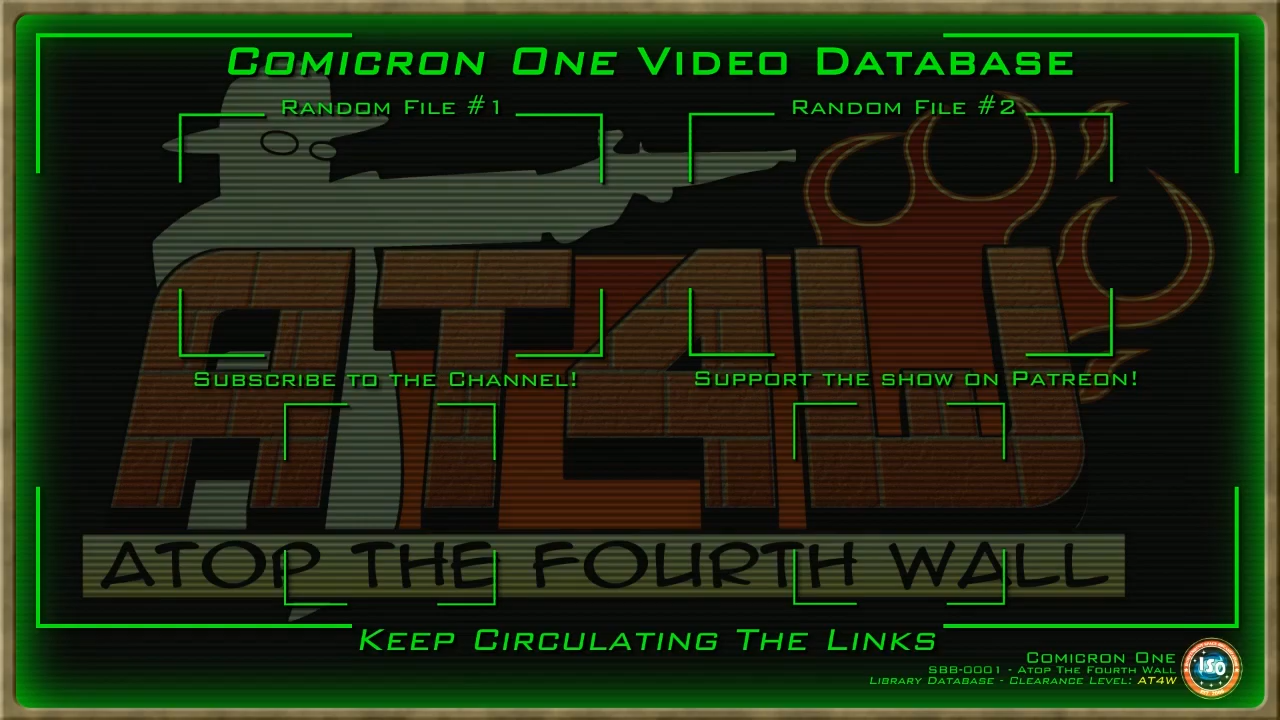 Comicron One Video Database
Random File #1
Random File #2
AT4W
Subscribe to the Channel!
Support the show on Patreon!
ATOP THE FOURTH WALL
Keep Circulating The Links
Comicron One
SBB-0001 - Atop The Fourth Wall
Library Database - Clearance Level: AT4W
ISO